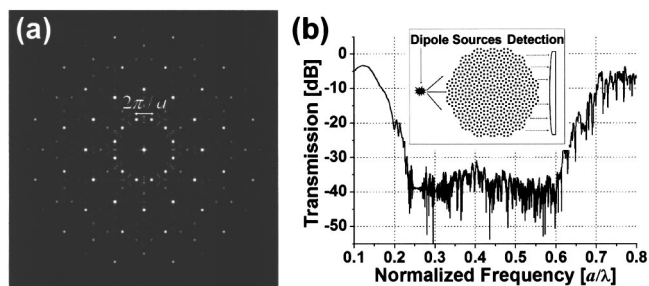 (a)
2π/a
(b)
Dipole Sources Detection
Transmission [dB]
0
-10
-20
-30
-40
-50
0.1 0.2 0.3 0.4 0.5 0.6 0.7 0.8
Normalized Frequency [a/λ]